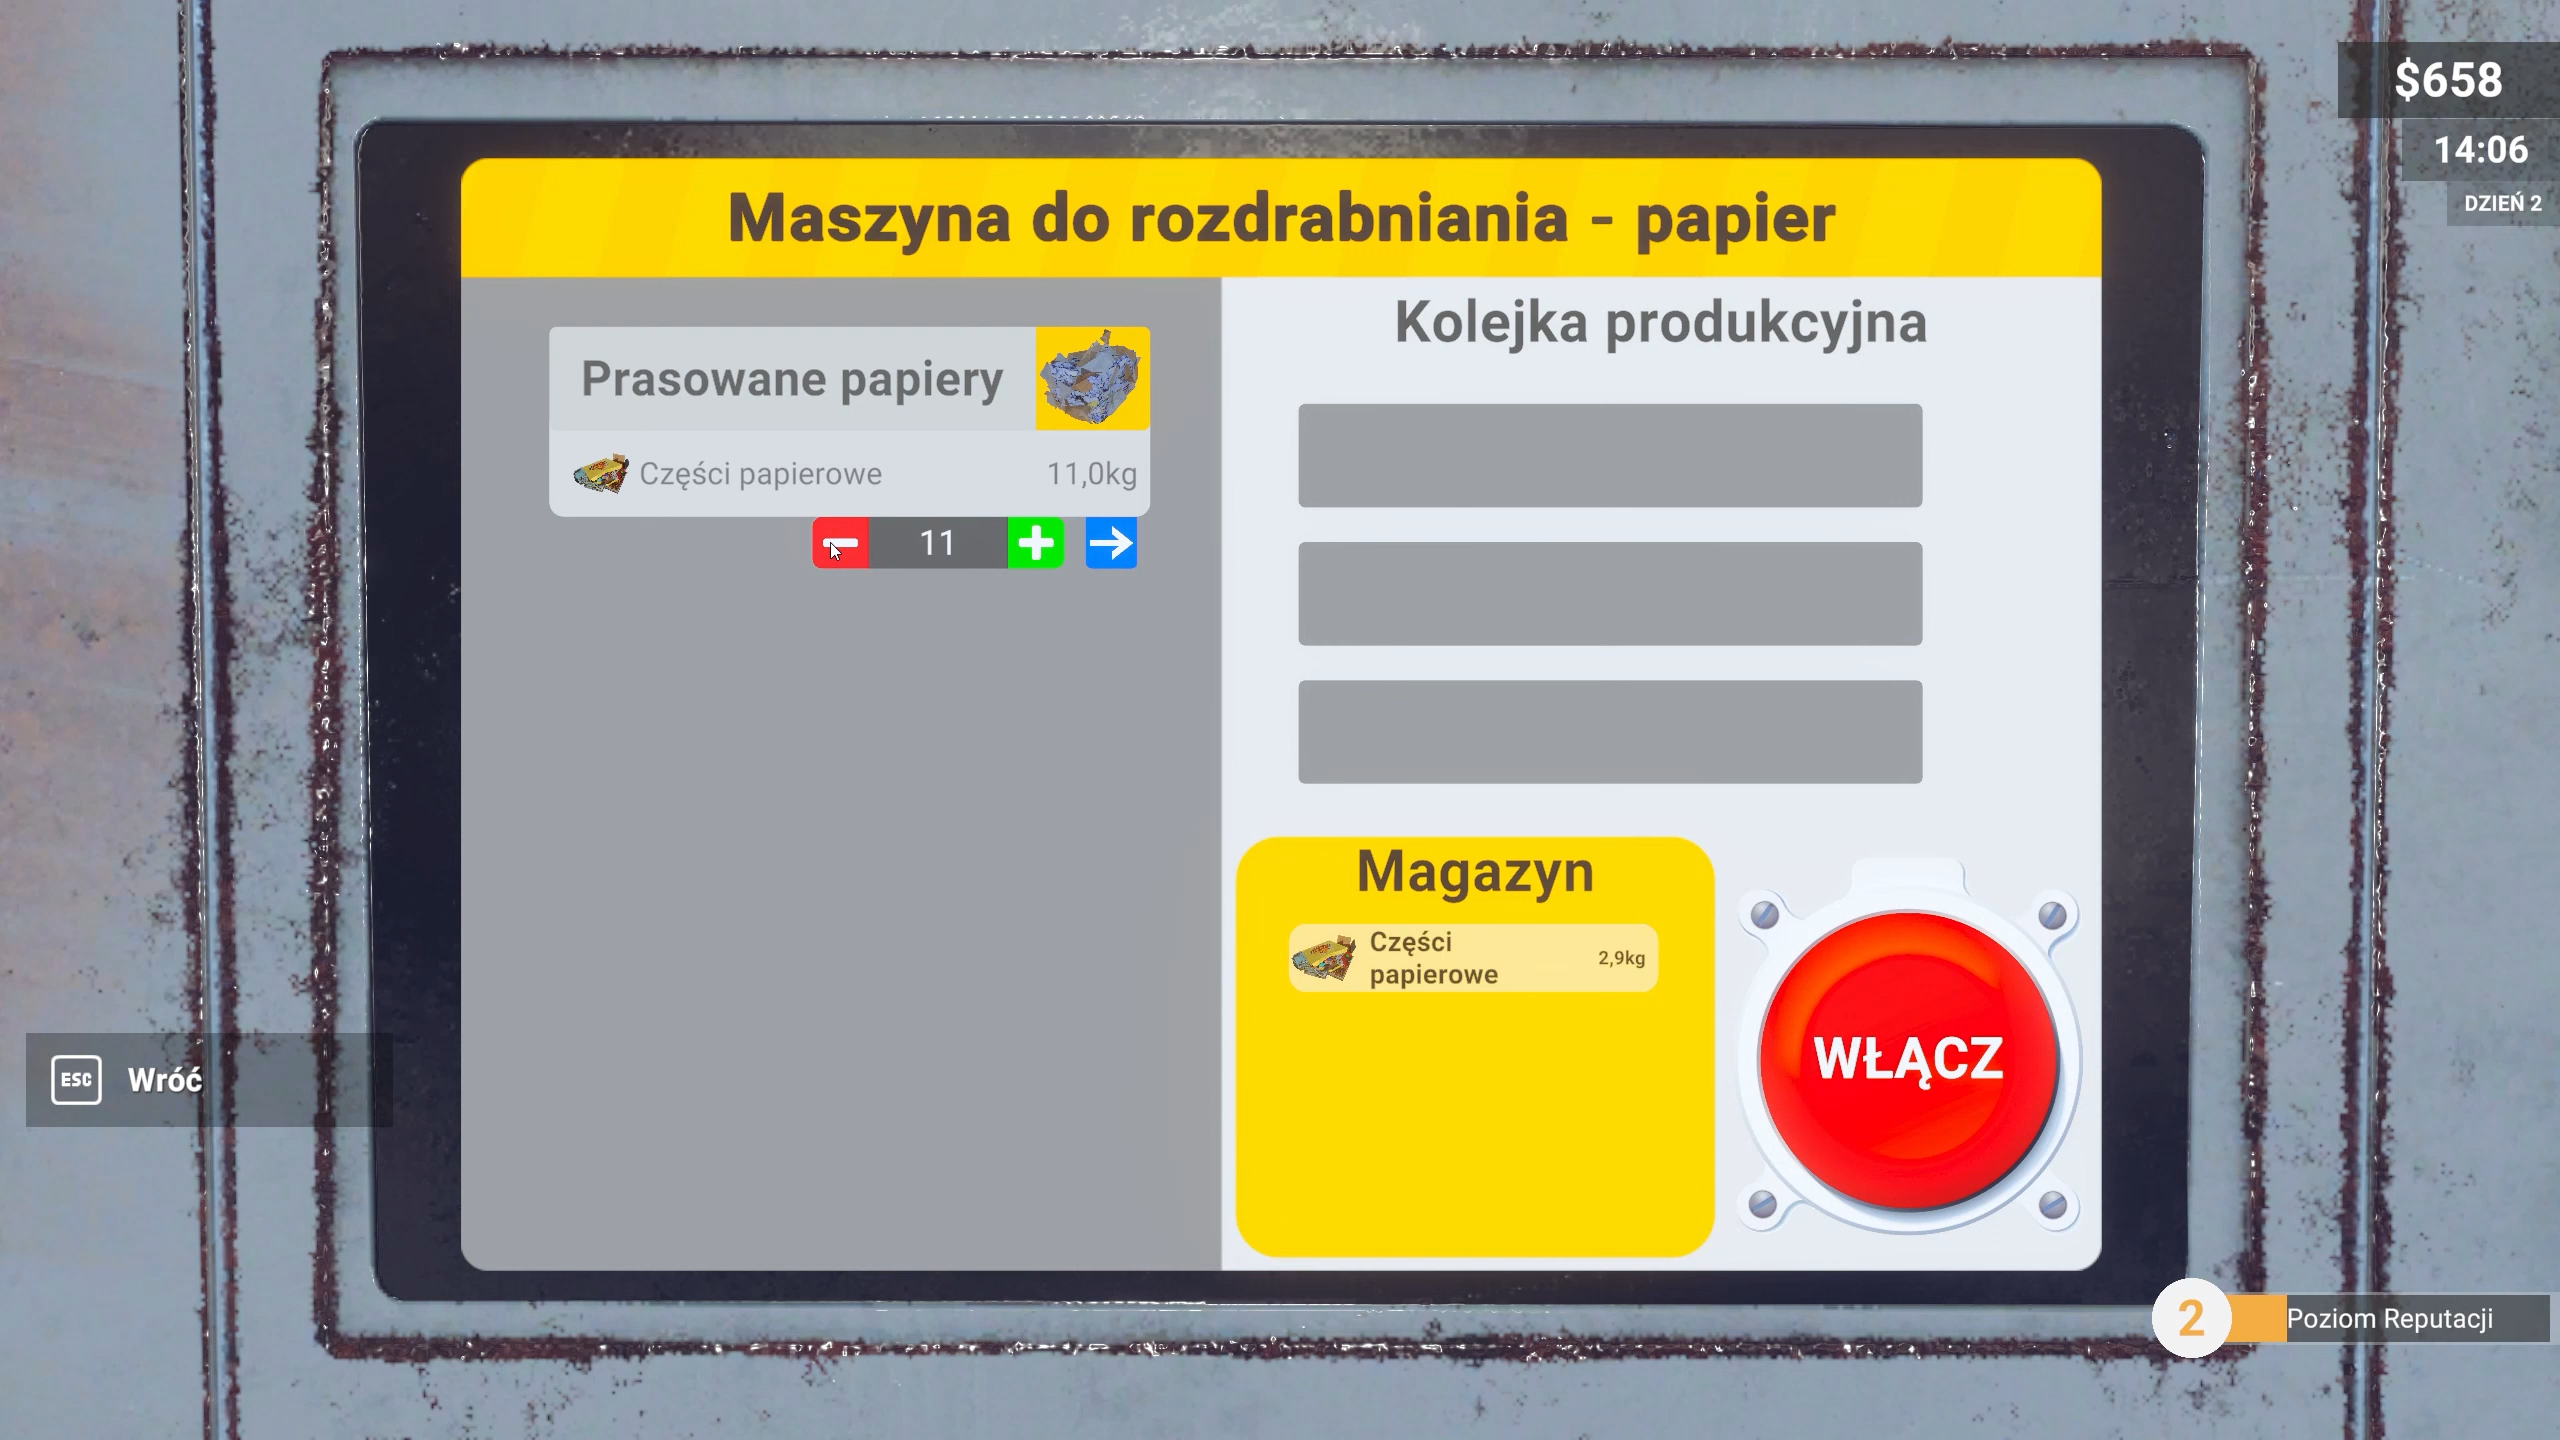 $658
14:06
DZIEŃ 2
Maszyna do rozdrabniania - papier
Prasowane papiery
Części papierowe 11,0kg
11
Kolejka produkcyjna
Magazyn
Części
papierowe
2,9kg
WŁĄCZ
ESC Wróć
2 Poziom Reputacji